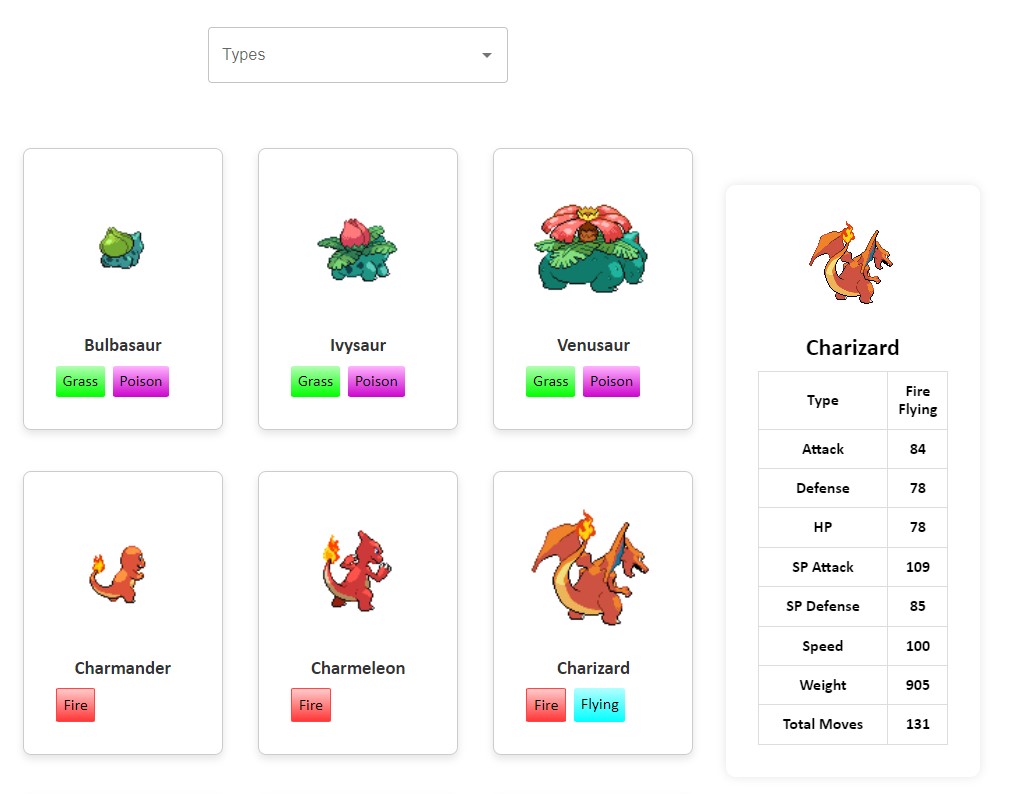 Types
Bulbasaur
Grass Poison
Ivysaur
Grass Poison
Venusaur
Grass Poison
Charmander
Fire
Charmeleon
Fire
Charizard
Fire Flying
Charizard
Type Fire
Flying
Attack 84
Defense 78
HP 78
SP Attack 109
SP Defense 85
Speed 100
Weight 905
Total Moves 131